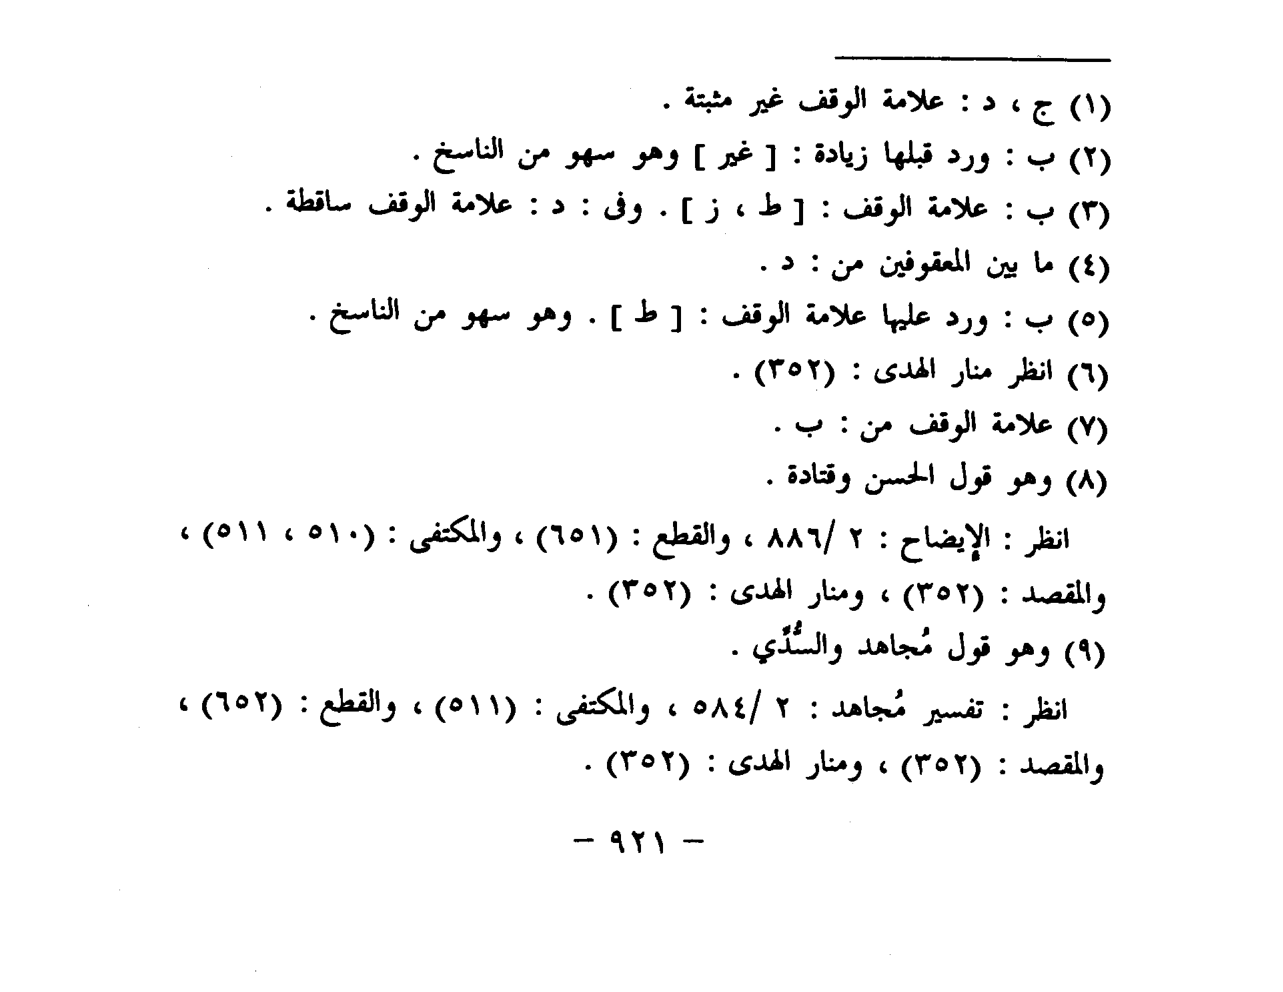 (١) ج ، د : علامة الوقف غير مثبتة .
(٢) ب : ورد قبلها زيادة : [ غير ] وهو سهو من الناسخ .
(٣) ب : علامة الوقف : [ ط ، ز ] . وفى : د : علامة الوقف ساقطة .
(٤) ما بين المعقوفين من : د .
(٥) ب : ورد عليها علامة الوقف : [ ط ] . وهو سهو من الناسخ .
(٦) انظر منار الهدى : (٣٥٢) .
(٧) علامة الوقف من : ب .
(٨) وهو قول الحسن وقتادة .
انظر : الإيضاح : ٢ /٨٨٦ ، والقطع : (٦٥١) ، والمكتفى : (٥١٠ ، ٥١١) ،
والمقصد : (٣٥٢) ، ومنار الهدى : (٣٥٢) .
(٩) وهو قول مُجاهد والسُّدِّي .
انظر : تفسير مُجاهد : ٢ /٥٨٤ ، والمكتفى : (٥١١) ، والقطع : (٦٥٢) ،
والمقصد : (٣٥٢) ، ومنار الهدى : (٣٥٢) .
– ٩٢١ –